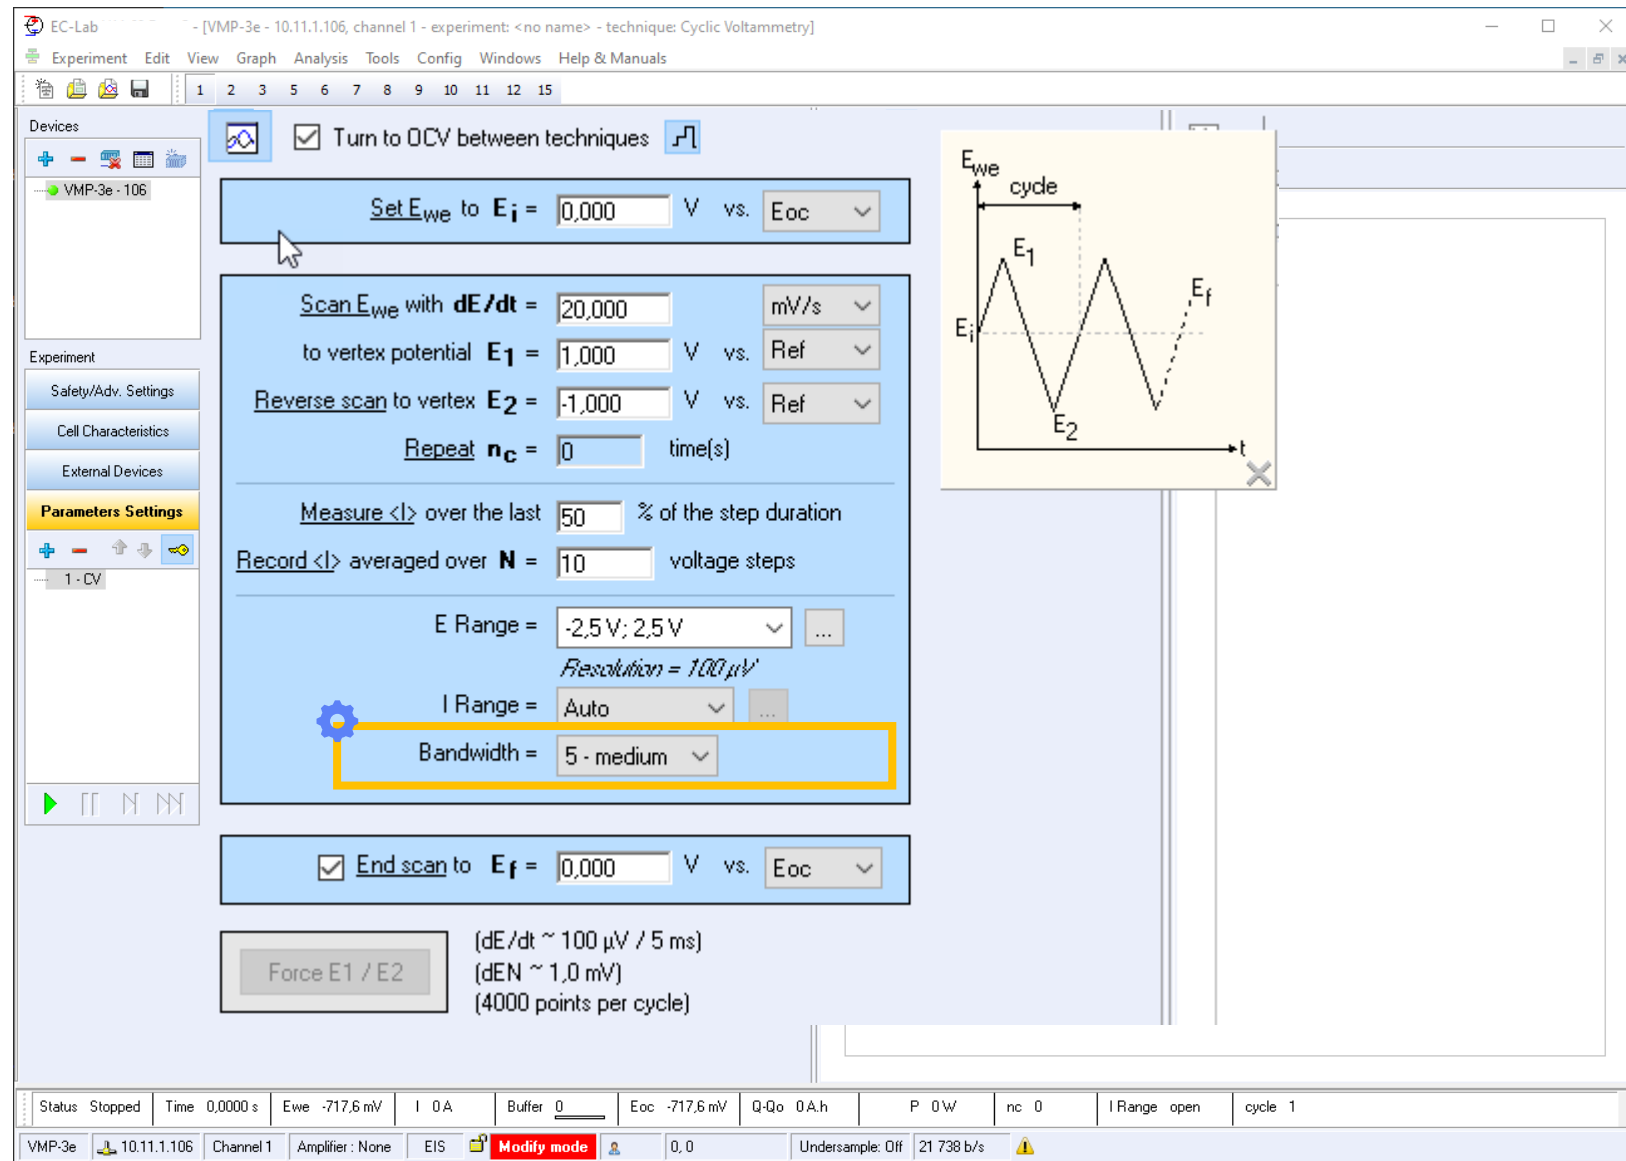 EC-Lab - [VMP-3e - 10.11.1.106, channel 1 - experiment: <no name> - technique: Cyclic Voltammetry]
Experiment Edit View Graph Analysis Tools Config Windows Help & Manuals
1 2 3 5 6 7 8 9 10 11 12 15
Devices
VMP-3e - 106
Experiment
Safety/Adv. Settings
Cell Characteristics
External Devices
Parameters Settings
1 - CV
Turn to OCV between techniques
Set Ewe to Ei = 0,000 V vs. Eoc
Scan Ewe with dE/dt = 20,000 mV/s
to vertex potential E1 = 1,000 V vs. Ref
Reverse scan to vertex E2 = -1,000 V vs. Ref
Repeat nc = 0 time(s)
Measure <I> over the last 50 % of the step duration
Record <I> averaged over N = 10 voltage steps
E Range = -2,5 V; 2,5 V ...
Resolution = 100 µV
I Range = Auto ...
Bandwidth = 5 - medium
End scan to Ef = 0,000 V vs. Eoc
Force E1 / E2
(dE/dt ~ 100 µV / 5 ms)
(dEN ~ 1,0 mV)
(4000 points per cycle)
Ewe
cycle
E1
Ef
Ei
E2
t
Status Stopped Time 0,0000 s Ewe -717,6 mV I 0 A Buffer 0 Eoc -717,6 mV Q-Qo 0 A.h P 0 W nc 0 I Range open cycle 1
VMP-3e 10.11.1.106 Channel 1 Amplifier : None EIS Modify mode 0, 0 Undersample: Off 21 738 b/s